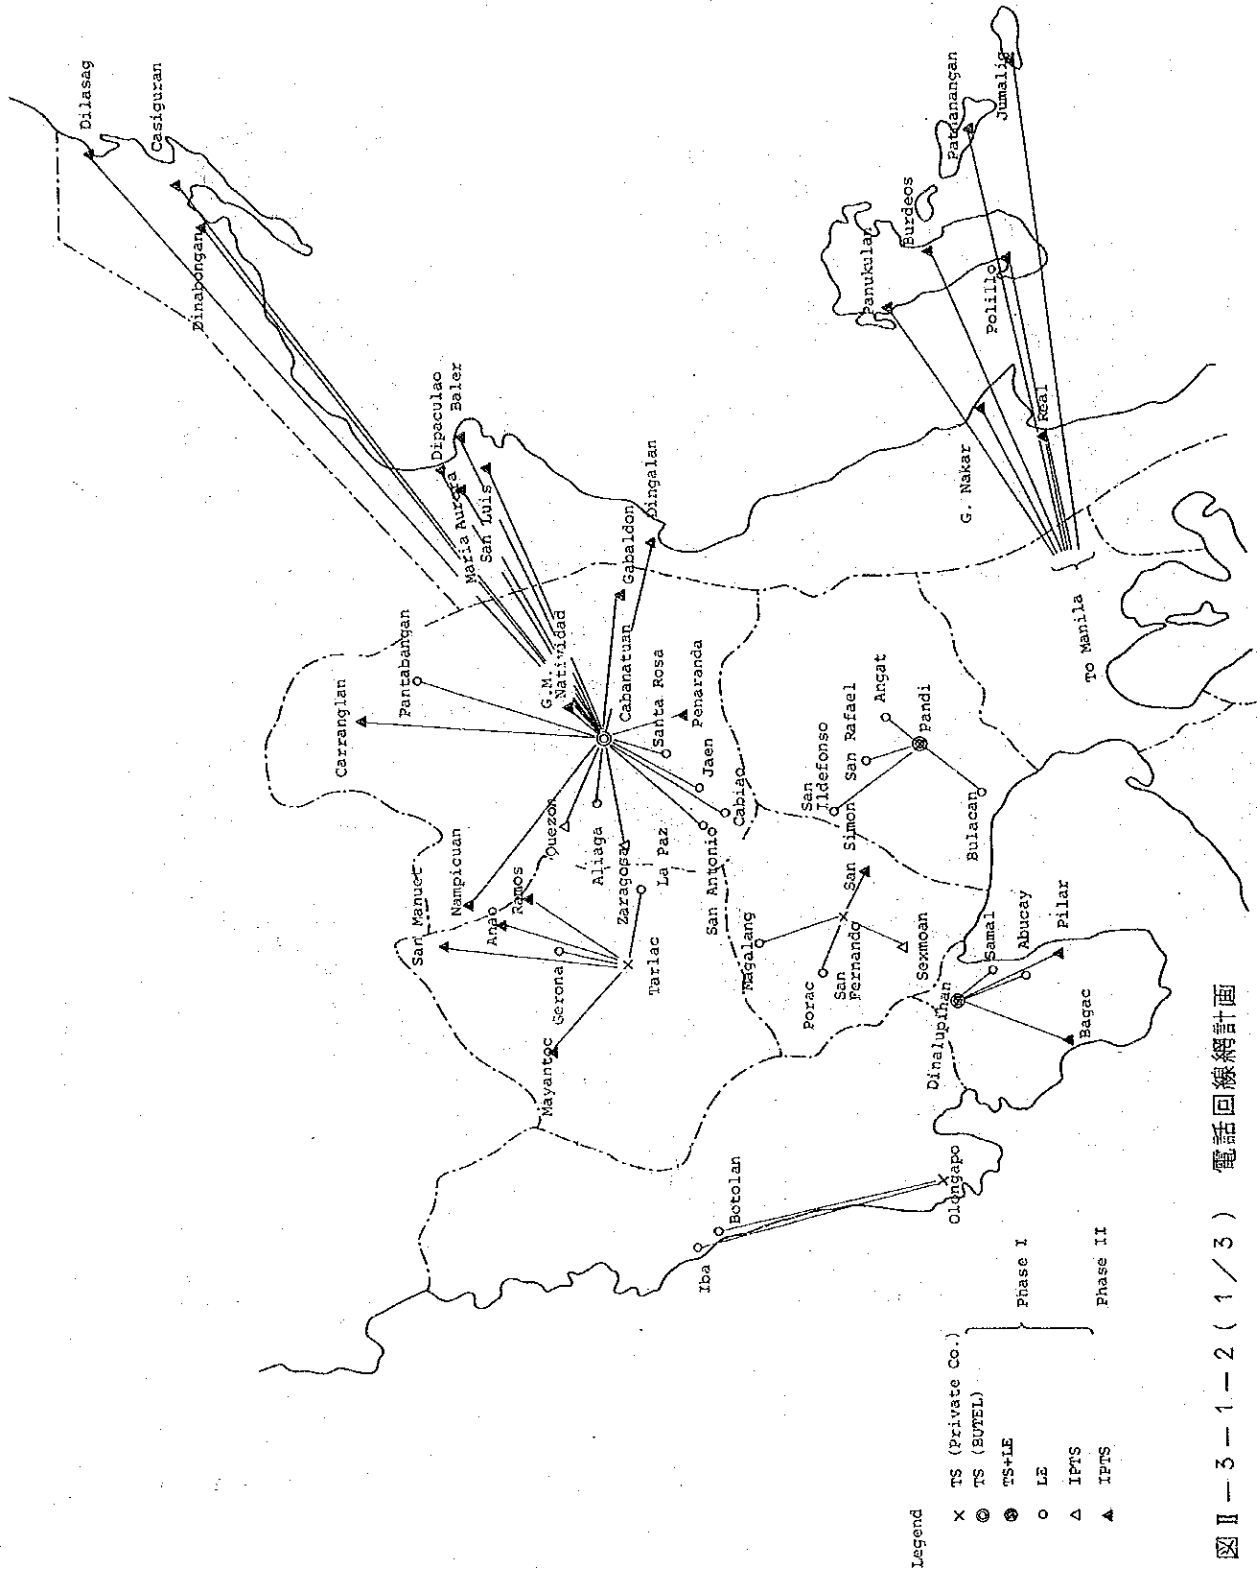 Dilasag
Casiguran
Dinabongan
Dipaculao
Baler
Maria Aurora
San Luis
Dingalan
Gabaldon
Pantabangan
Carranglan
G.M.
Natividad
Cabanatuan
Santa Rosa
Penaranda
Jaen
Cabiao
San Antonio
Nampicuan
Quezon
Aliaga
Zaragosa
La Paz
San Manuel
Anao
Ramos
Gerona
Tarlac
Mayantoc
Magalang
Porac
San
Fernando
San Simon
Sexmoan
San
Ildefonso
San Rafael
Angat
Pandi
Bulacan
Dinalupihan
Samal
Abucay
Pilar
Bagac
Iba
Botolan
Olongapo
Panukulan
Burdeos
Patnanangan
Jumalig
Polillo
G. Nakar
Real
To Manila
Legend
× TS (Private Co.)
◎ TS (BUTEL)
TS+LE
○ LE
△ IPTS
▲ IPTS
Phase I
Phase II
図Ⅱ－3－1－2（1／3） 電話回線網計画